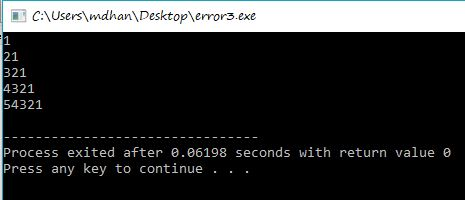 C:\Users\mdhan\Desktop\error3.exe
1
21
321
4321
54321
--------------------------------
Process exited after 0.06198 seconds with return value 0
Press any key to continue . . .